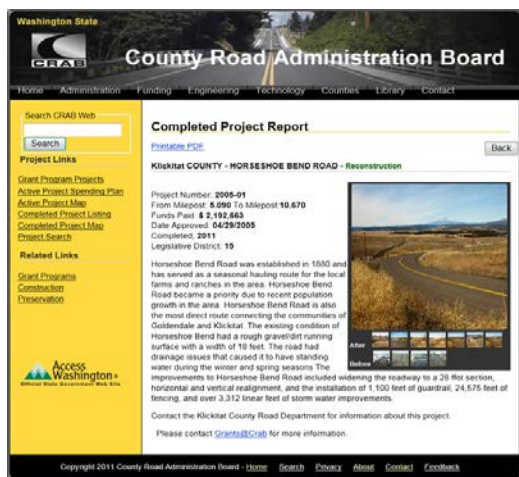 Washington State
CRAB
County Road Administration Board
Home Administration Funding Engineering Technology Counties Library Contact
Search CRAB Web
Search
Project Links
Grant Program Projects
Active Project Spending Plan
Active Project Map
Completed Project Listing
Completed Project Map
Project Search
Related Links
Grant Programs
Construction
Preservation
Access
Washington
Official State Government Web Site
Completed Project Report
Printable PDF
Back
Klickitat COUNTY - HORSESHOE BEND ROAD - Reconstruction
Project Number: 2005-01
From Milepost: 5.090 To Milepost:10.670
Funds Paid: $ 2,192,663
Date Approved: 04/29/2005
Completed: 2011
Legislative District: 15
Horseshoe Bend Road was established in 1880 and
has served as a seasonal hauling route for the local
farms and ranches in the area. Horseshoe Bend
Road became a priority due to recent population
growth in the area. Horseshoe Bend Road is also
the most direct route connecting the communities of
Goldendale and Klickitat. The existing condition of
Horseshoe Bend had a rough gravel/dirt running
surface with a width of 18 feet. The road had
drainage issues that caused it to have standing
water during the winter and spring seasons The
improvements to Horseshoe Bend Road included widening the roadway to a 28 ffot section,
horizontal and vertical realignment, and the installation of 1,100 feet of guardrail, 24,675 feet of
fencing, and over 3,312 linear feet of storm water improvements.
After
Before
Contact the Klickitat County Road Department for information about this project.
Please contact Grants@Crab for more information.
Copyright 2011 County Road Administration Board - Home Search Privacy About Contact Feedback